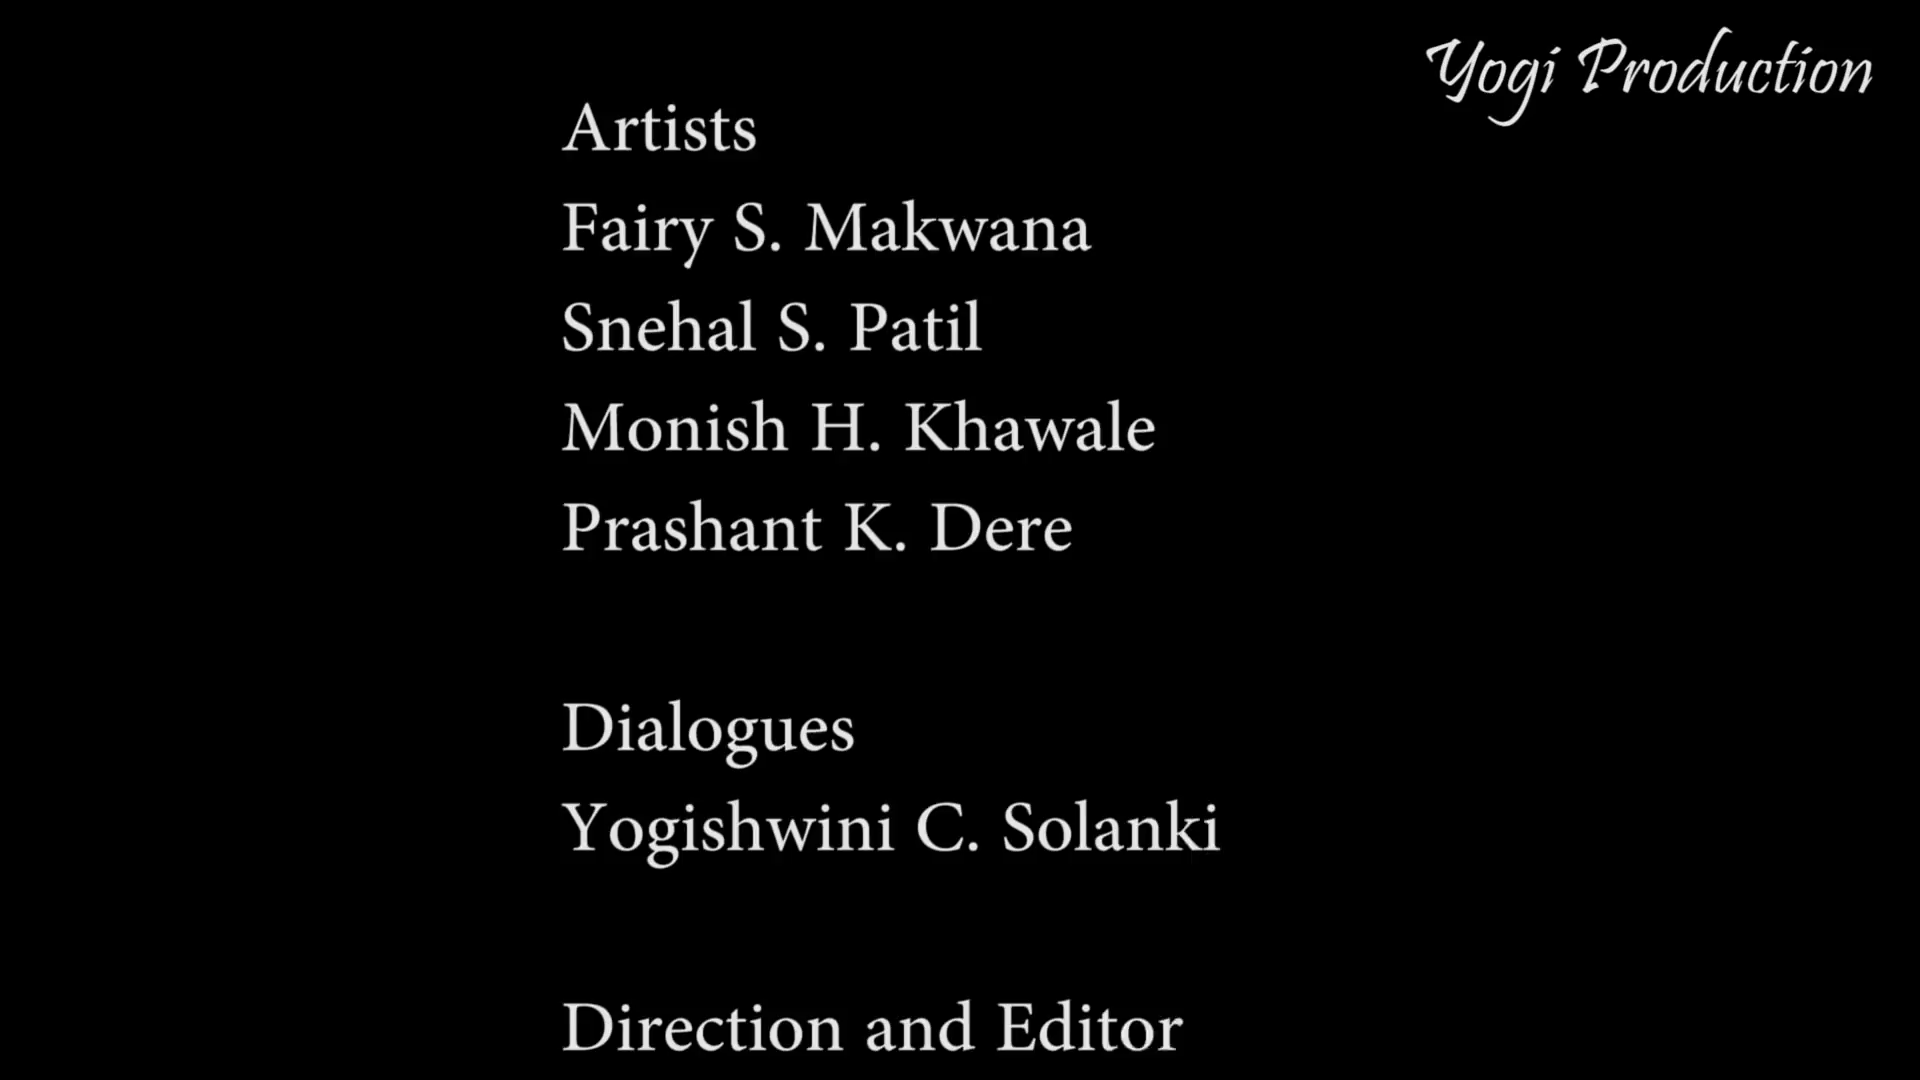 Yogi Production
Artists
Fairy S. Makwana
Snehal S. Patil
Monish H. Khawale
Prashant K. Dere
Dialogues
Yogishwini C. Solanki
Direction and Editor